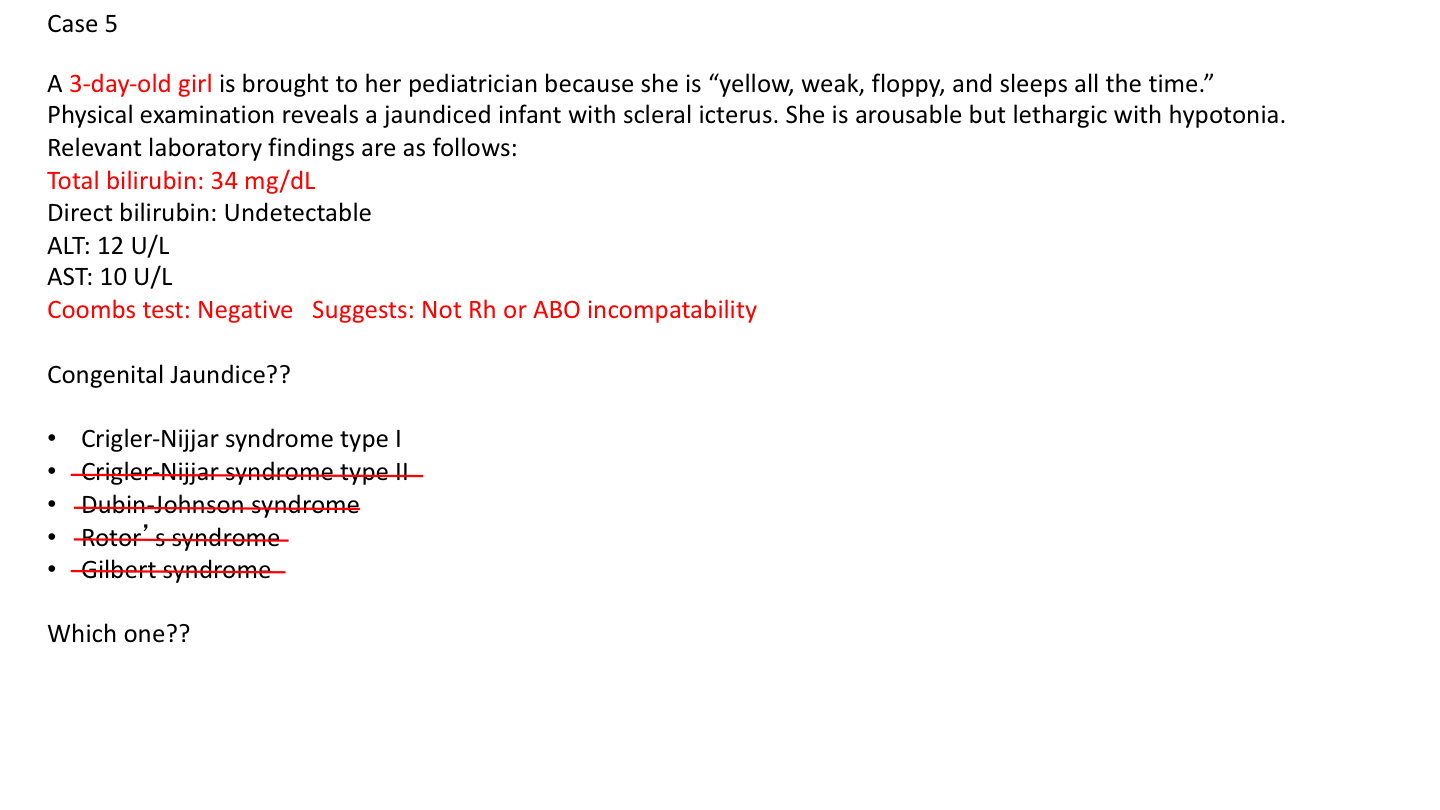 Case 5
A 3-day-old girl is brought to her pediatrician because she is “yellow, weak, floppy, and sleeps all the time.”
Physical examination reveals a jaundiced infant with scleral icterus. She is arousable but lethargic with hypotonia.
Relevant laboratory findings are as follows:
Total bilirubin: 34 mg/dL
Direct bilirubin: Undetectable
ALT: 12 U/L
AST: 10 U/L
Coombs test: Negative   Suggests: Not Rh or ABO incompatability
Congenital Jaundice??
• Crigler-Nijjar syndrome type I
• Crigler-Nijjar syndrome type II
• Dubin-Johnson syndrome
• Rotor’s syndrome
• Gilbert syndrome
Which one??